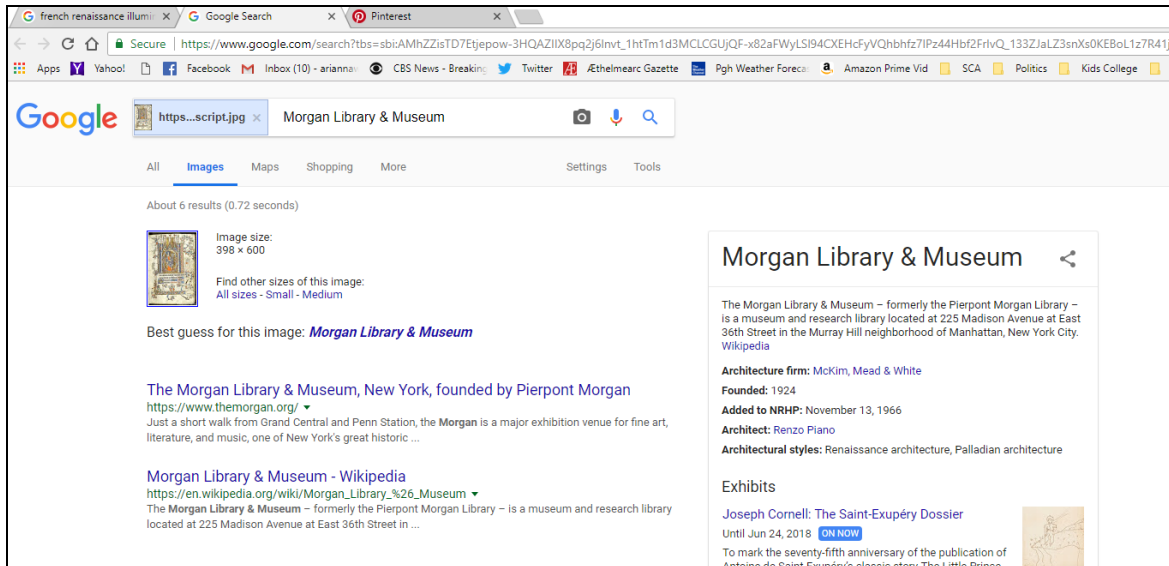 french renaissance illumin
Google Search
Pinterest
Secure | https://www.google.com/search?tbs=sbi:
Apps Yahoo! Facebook Inbox (10) - ariannav CBS News - Breaking Twitter Æthelmearc Gazette Pgh Weather Foreca Amazon Prime Vid SCA Politics Kids College
Google https...script.jpg × Morgan Library & Museum
All Images Maps Shopping More Settings Tools
About 6 results (0.72 seconds)
Image size:
398 × 600
Find other sizes of this image:
All sizes - Small - Medium
Best guess for this image: Morgan Library & Museum
The Morgan Library & Museum, New York, founded by Pierpont Morgan
https://www.themorgan.org/
Just a short walk from Grand Central and Penn Station, the Morgan is a major exhibition venue for fine art,
literature, and music, one of New York's great historic ...
Morgan Library & Museum - Wikipedia
https://en.wikipedia.org/wiki/Morgan_Library_%26_Museum
The Morgan Library & Museum – formerly the Pierpont Morgan Library – is a museum and research library
located at 225 Madison Avenue at East 36th Street in ...
Morgan Library & Museum
The Morgan Library & Museum – formerly the Pierpont Morgan Library –
is a museum and research library located at 225 Madison Avenue at East
36th Street in the Murray Hill neighborhood of Manhattan, New York City.
Wikipedia
Architecture firm: McKim, Mead & White
Founded: 1924
Added to NRHP: November 13, 1966
Architect: Renzo Piano
Architectural styles: Renaissance architecture, Palladian architecture
Exhibits
Joseph Cornell: The Saint-Exupéry Dossier
Until Jun 24, 2018 ON NOW
To mark the seventy-fifth anniversary of the publication of
Antoine de Saint-Exupéry's classic story The Little Prince